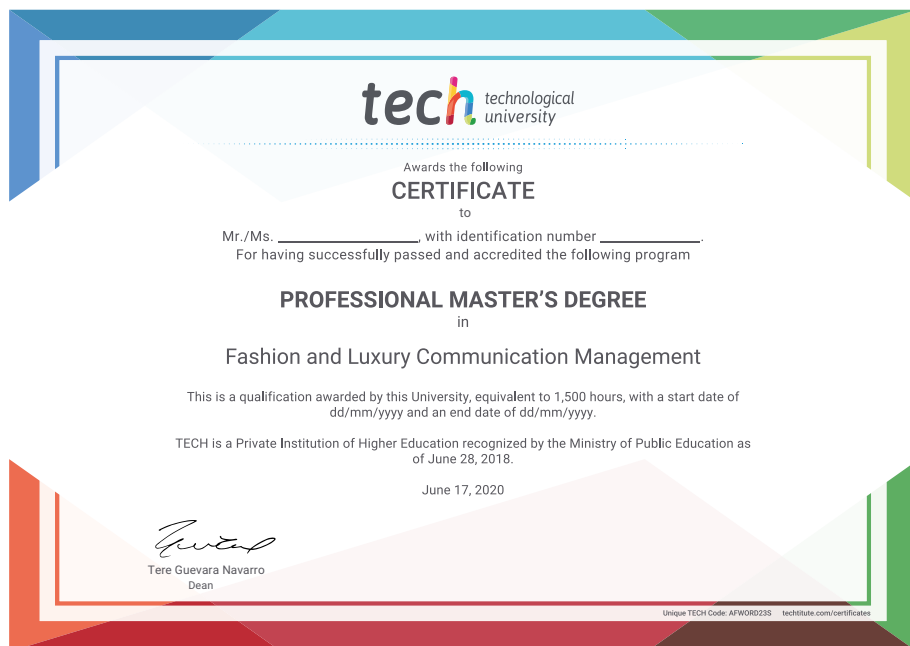 tech technological
university
Awards the following
CERTIFICATE
to
Mr./Ms. ____________________, with identification number ______________.
For having successfully passed and accredited the following program
PROFESSIONAL MASTER'S DEGREE
in
Fashion and Luxury Communication Management
This is a qualification awarded by this University, equivalent to 1,500 hours, with a start date of
dd/mm/yyyy and an end date of dd/mm/yyyy.
TECH is a Private Institution of Higher Education recognized by the Ministry of Public Education as
of June 28, 2018.
June 17, 2020
Tere Guevara Navarro
Dean
Unique TECH Code: AFWORD23S techtitute.com/certificates